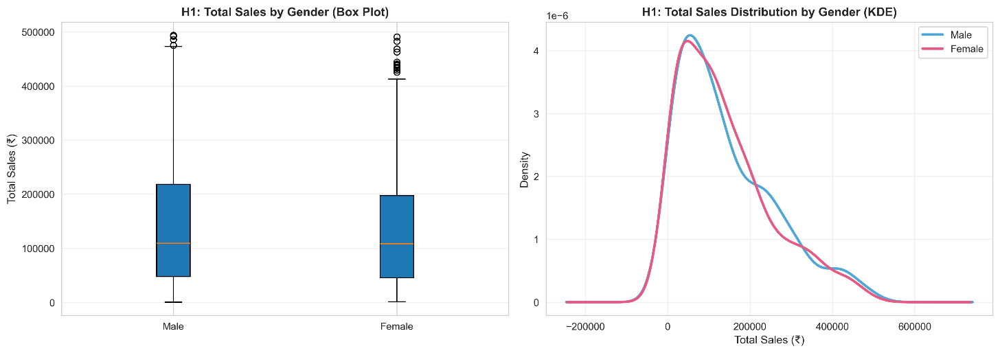 H1: Total Sales by Gender (Box Plot)
Total Sales (₹)
500000
400000
300000
200000
100000
0
Male
Female
H1: Total Sales Distribution by Gender (KDE)
1e−6
Density
4
3
2
1
0
−200000
0
200000
400000
600000
Total Sales (₹)
Male
Female